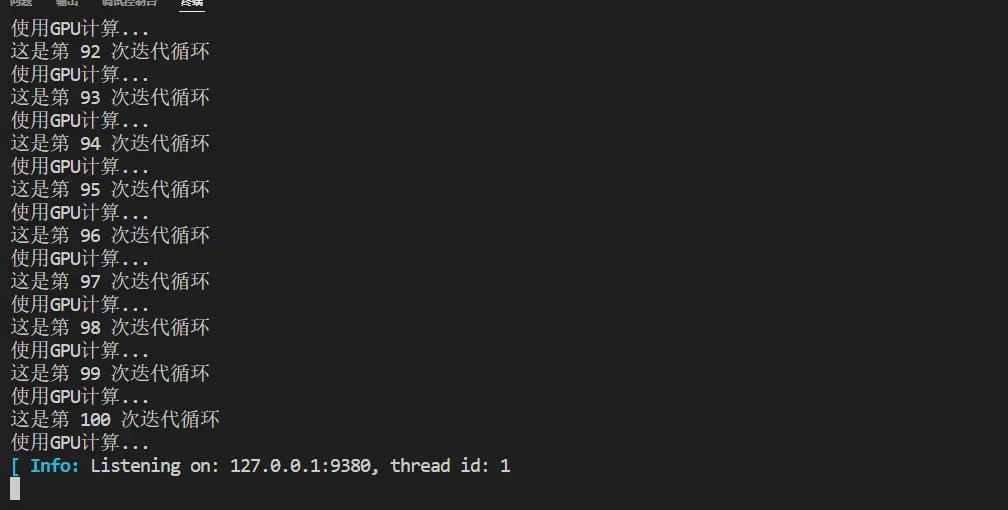 问题 输出 调试控制台 终端
使用GPU计算...
这是第 92 次迭代循环
使用GPU计算...
这是第 93 次迭代循环
使用GPU计算...
这是第 94 次迭代循环
使用GPU计算...
这是第 95 次迭代循环
使用GPU计算...
这是第 96 次迭代循环
使用GPU计算...
这是第 97 次迭代循环
使用GPU计算...
这是第 98 次迭代循环
使用GPU计算...
这是第 99 次迭代循环
使用GPU计算...
这是第 100 次迭代循环
使用GPU计算...
[ Info: Listening on: 127.0.0.1:9380, thread id: 1